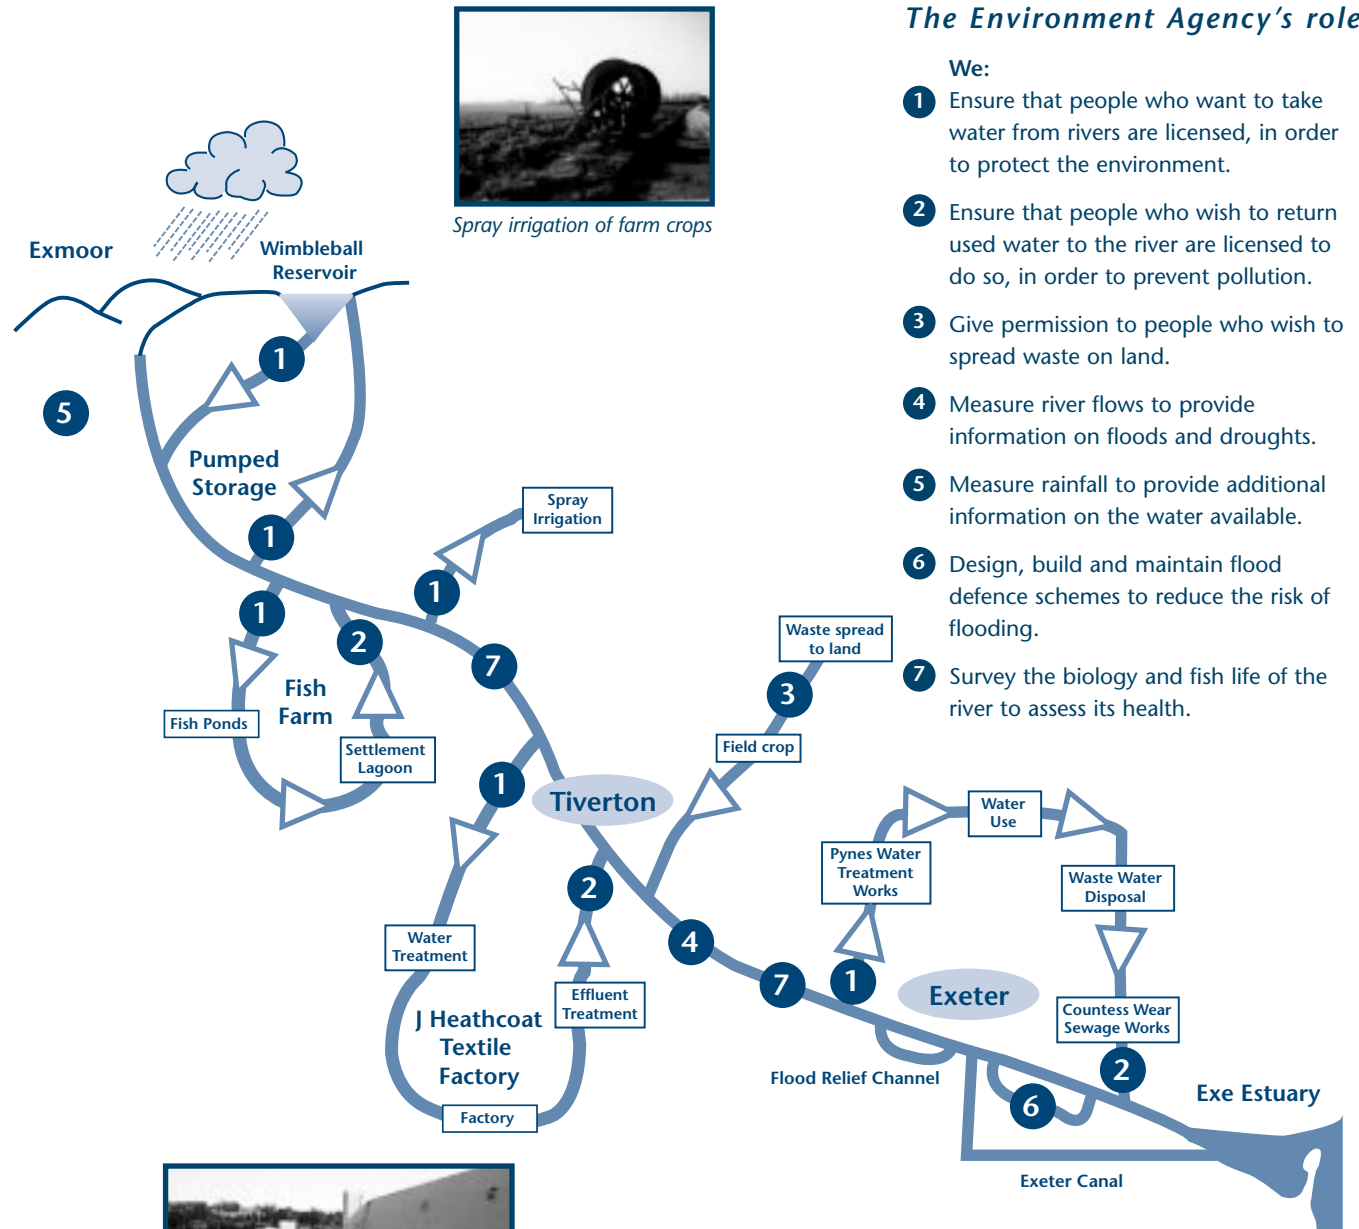 The Environment Agency's role
We:
1 Ensure that people who want to take
water from rivers are licensed, in order
to protect the environment.
2 Ensure that people who wish to return
used water to the river are licensed to
do so, in order to prevent pollution.
3 Give permission to people who wish to
spread waste on land.
4 Measure river flows to provide
information on floods and droughts.
5 Measure rainfall to provide additional
information on the water available.
6 Design, build and maintain flood
defence schemes to reduce the risk of
flooding.
7 Survey the biology and fish life of the
river to assess its health.
Spray irrigation of farm crops
Exmoor
Wimbleball
Reservoir
1
5
Pumped
Storage
1
Spray
Irrigation
1
1
2
7
Fish
Farm
Fish Ponds
Settlement
Lagoon
Waste spread
to land
3
Field crop
1
Tiverton
2
Water
Treatment
Effluent
Treatment
J Heathcoat
Textile
Factory
Factory
4
7
1
Pynes Water
Treatment
Works
Water
Use
Waste Water
Disposal
Exeter
Countess Wear
Sewage Works
2
Flood Relief Channel
6
Exe Estuary
Exeter Canal